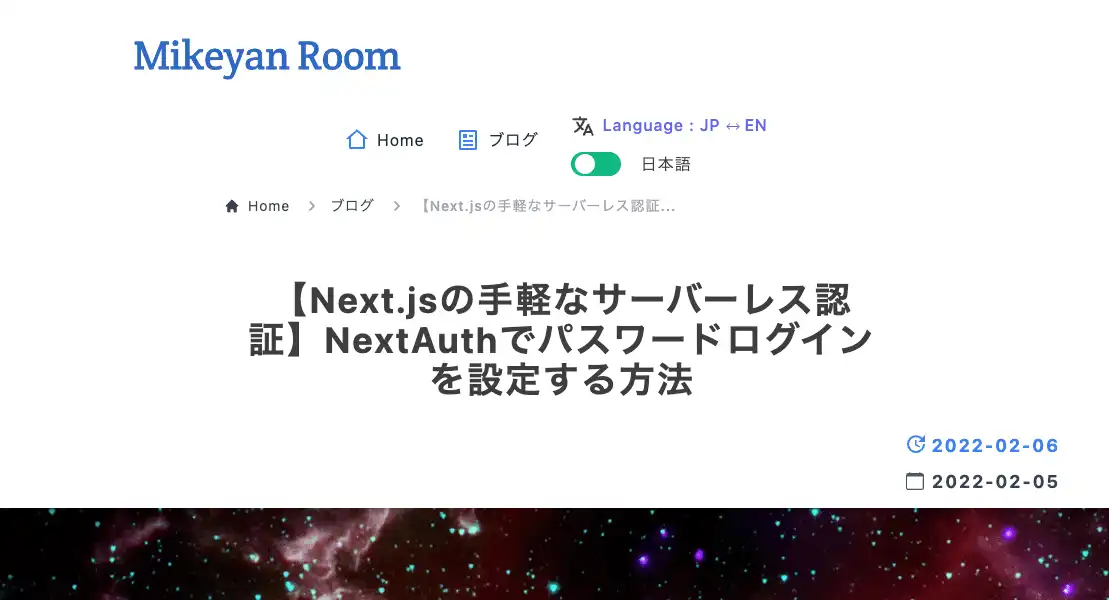 Mikeyan Room
Home
ブログ
Language : JP ↔ EN
日本語
Home > ブログ > 【Next.jsの手軽なサーバーレス認証...
【Next.jsの手軽なサーバーレス認
証】NextAuthでパスワードログイン
を設定する方法
2022-02-06
2022-02-05